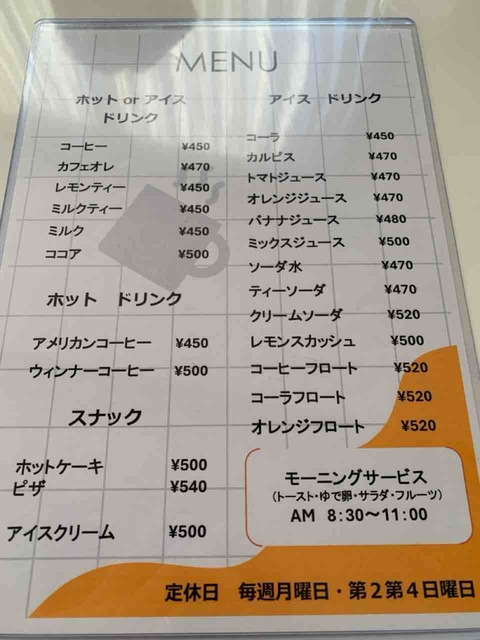 MENU
ホット or アイス
ドリンク
コーヒー ¥450
カフェオレ ¥470
レモンティー ¥450
ミルクティー ¥450
ミルク ¥450
ココア ¥500
ホット ドリンク
アメリカンコーヒー ¥450
ウィンナーコーヒー ¥500
スナック
ホットケーキ ¥500
ピザ ¥540
アイスクリーム ¥500
アイス ドリンク
コーラ ¥450
カルピス ¥470
トマトジュース ¥470
オレンジジュース ¥470
バナナジュース ¥480
ミックスジュース ¥500
ソーダ水 ¥470
ティーソーダ ¥470
クリームソーダ ¥520
レモンスカッシュ ¥500
コーヒーフロート ¥520
コーラフロート ¥520
オレンジフロート ¥520
モーニングサービス
（トースト・ゆで卵・サラダ・フルーツ）
AM 8:30～11:00
定休日 毎週月曜日・第２第４日曜日